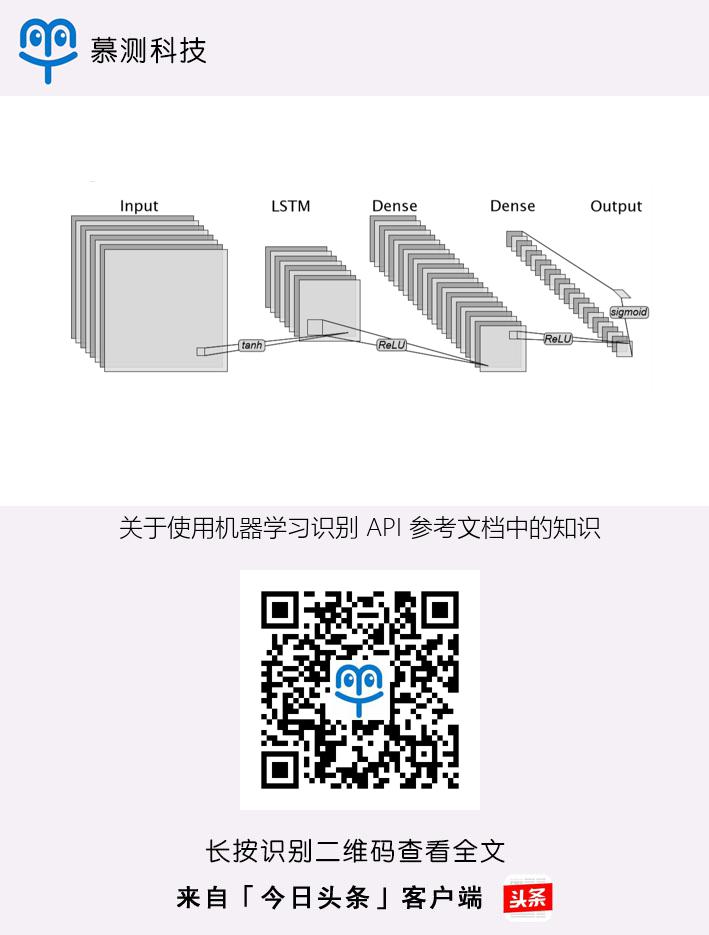 慕测科技
Input LSTM Dense Dense Output
sigmoid
tanh ReLU ReLU
关于使用机器学习识别 API 参考文档中的知识
长按识别二维码查看全文
来自「今日头条」客户端 头条